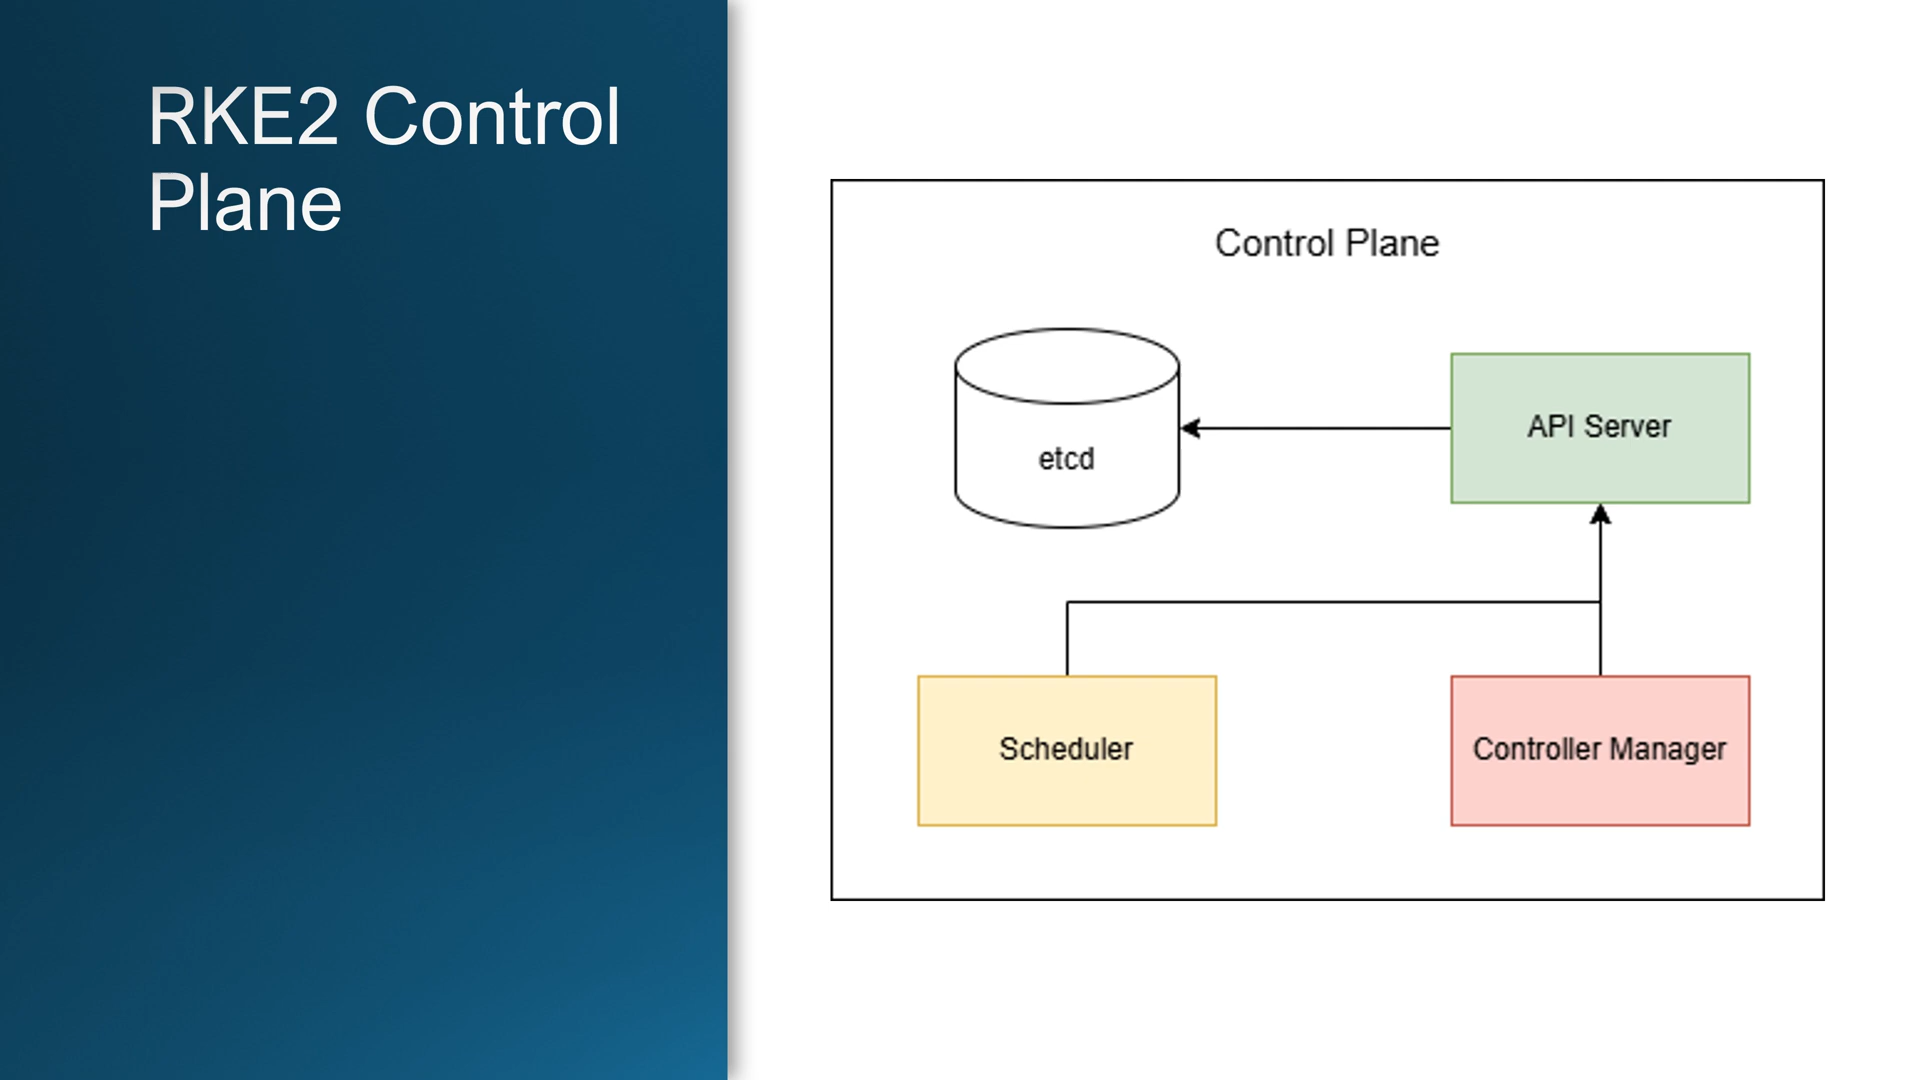 RKE2 Control
Plane
Control Plane
etcd
API Server
Scheduler
Controller Manager